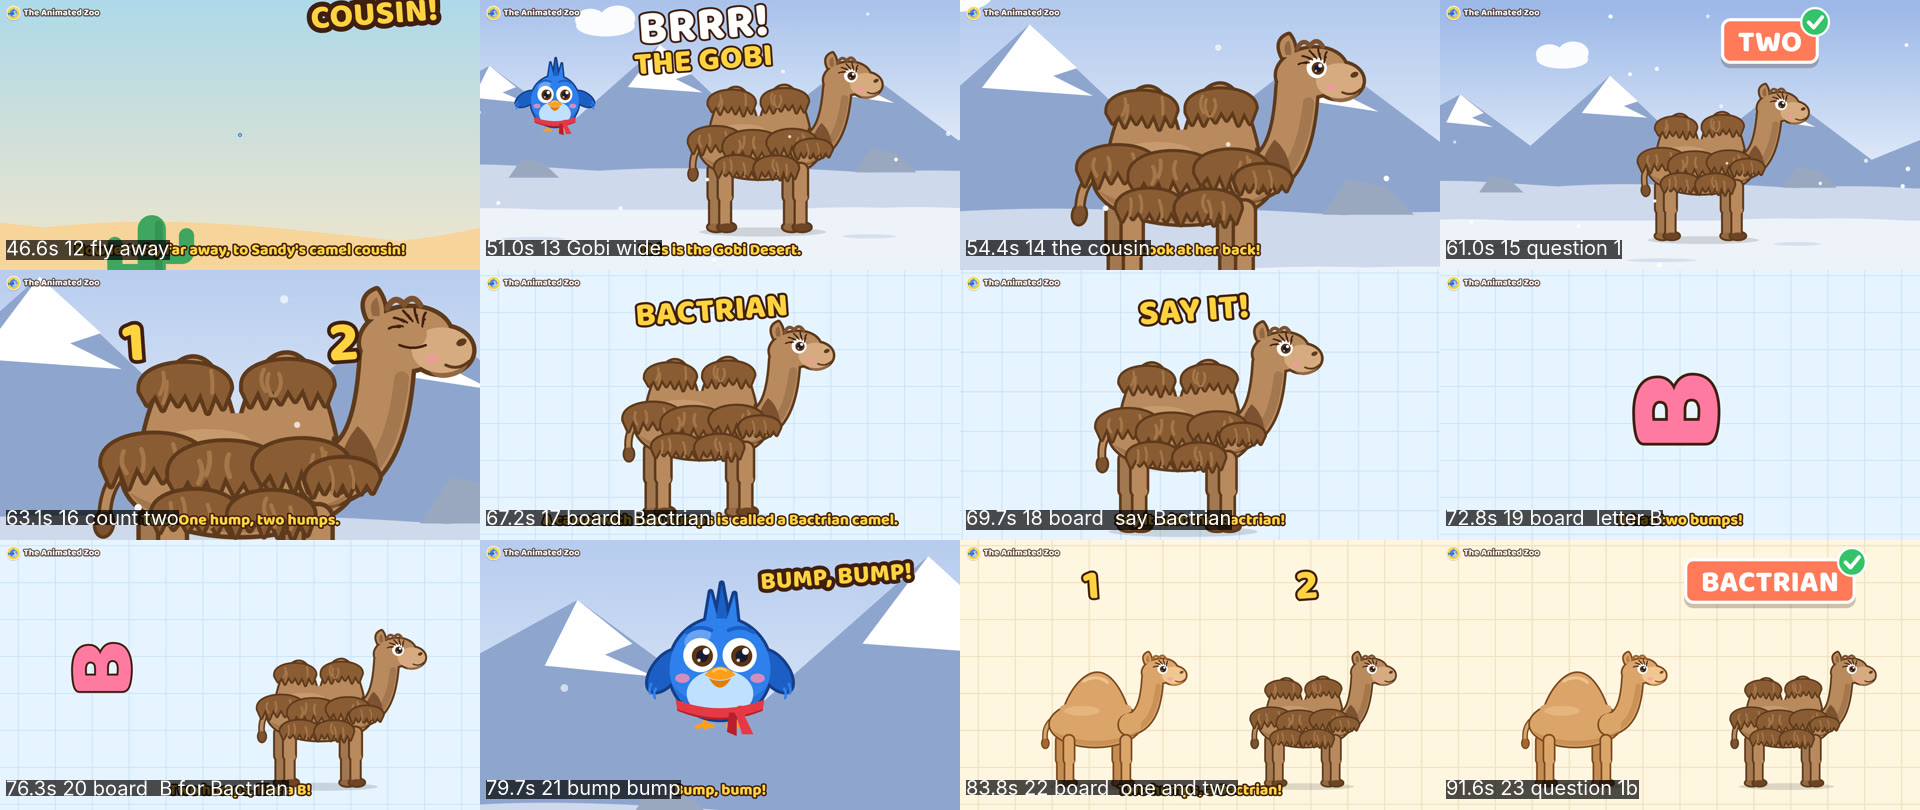 The Animated Zoo
COUSIN!
far away, to Sandy's camel cousin!
46.6s 12 fly away
The Animated Zoo
BRRR!
THE GOBI
is the Gobi Desert.
51.0s 13 Gobi wide
The Animated Zoo
look at her back!
54.4s 14 the cousin
The Animated Zoo
TWO
61.0s 15 question 1
The Animated Zoo
1 2
One hump, two humps.
63.1s 16 count two
The Animated Zoo
BACTRIAN
is called a Bactrian camel.
67.2s 17 board Bactrian
The Animated Zoo
SAY IT!
actrian!
69.7s 18 board say Bactrian
The Animated Zoo
B
two bumps!
72.8s 19 board letter B
The Animated Zoo
B
B!
76.3s 20 board B for Bactrian
The Animated Zoo
BUMP, BUMP!
Bump, bump!
79.7s 21 bump bump
The Animated Zoo
1 2
ctrian!
83.8s 22 board one and two
The Animated Zoo
BACTRIAN
91.6s 23 question 1b